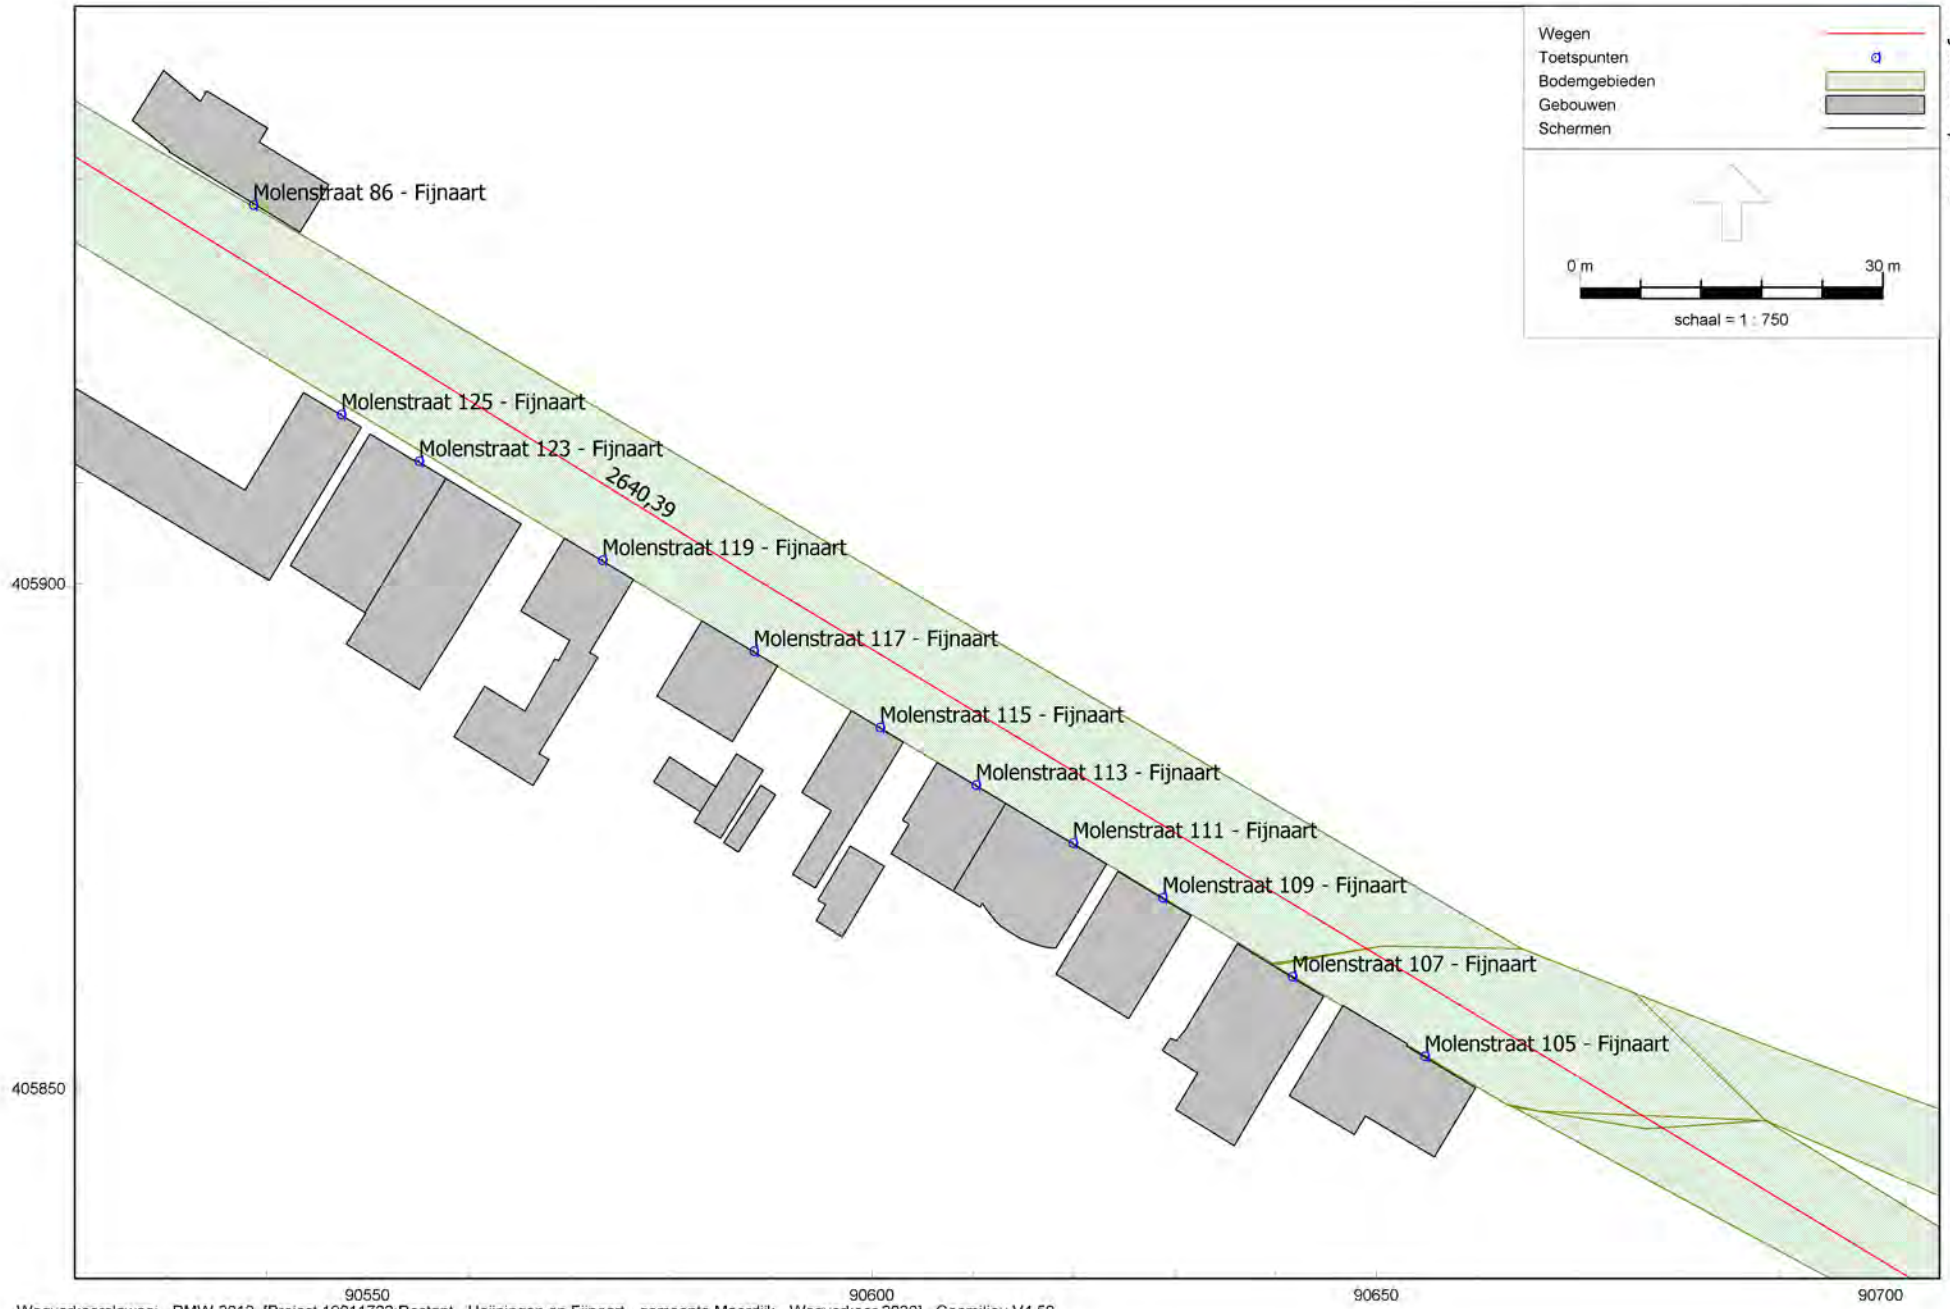 Wegen
Toetspunten
Bodemgebieden
Gebouwen
Schermen
0 m 30 m
schaal = 1 : 750
Molenstraat 86 - Fijnaart
Molenstraat 125 - Fijnaart
Molenstraat 123 - Fijnaart
2640,39
Molenstraat 119 - Fijnaart
405900
Molenstraat 117 - Fijnaart
Molenstraat 115 - Fijnaart
Molenstraat 113 - Fijnaart
Molenstraat 111 - Fijnaart
Molenstraat 109 - Fijnaart
Molenstraat 107 - Fijnaart
Molenstraat 105 - Fijnaart
405850
90550 90600 90650 90700